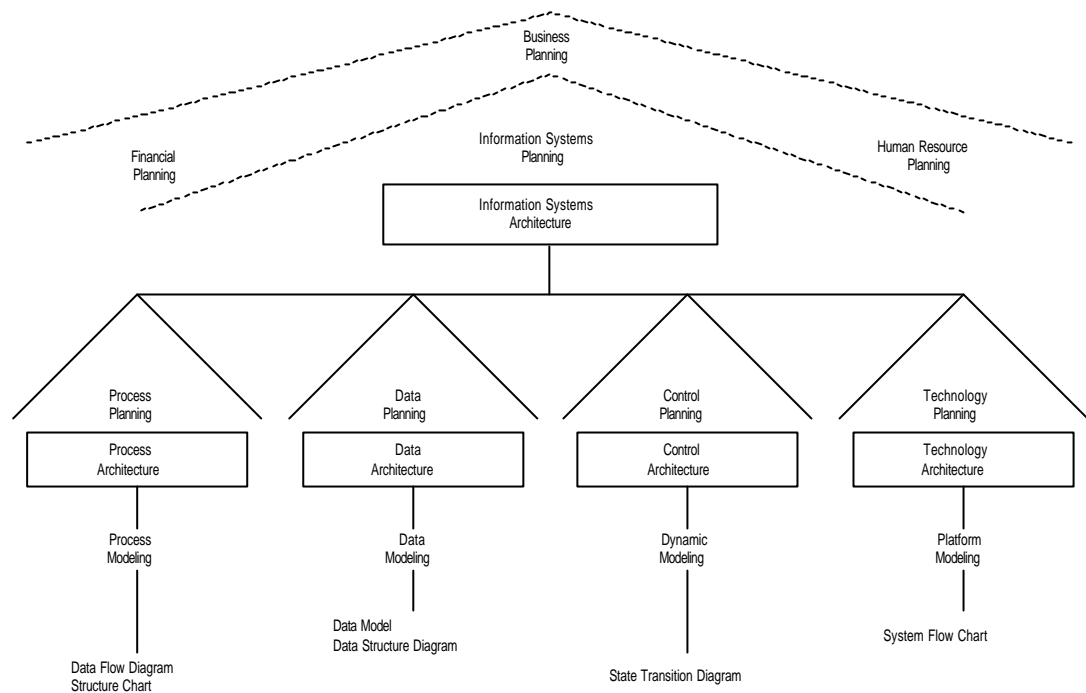 Business
Planning
Financial
Planning
Information Systems
Planning
Human Resource
Planning
Information Systems
Architecture
Process
Planning
Data
Planning
Control
Planning
Technology
Planning
Process
Architecture
Data
Architecture
Control
Architecture
Technology
Architecture
Process
Modeling
Data
Modeling
Dynamic
Modeling
Platform
Modeling
Data Flow Diagram
Structure Chart
Data Model
Data Structure Diagram
State Transition Diagram
System Flow Chart